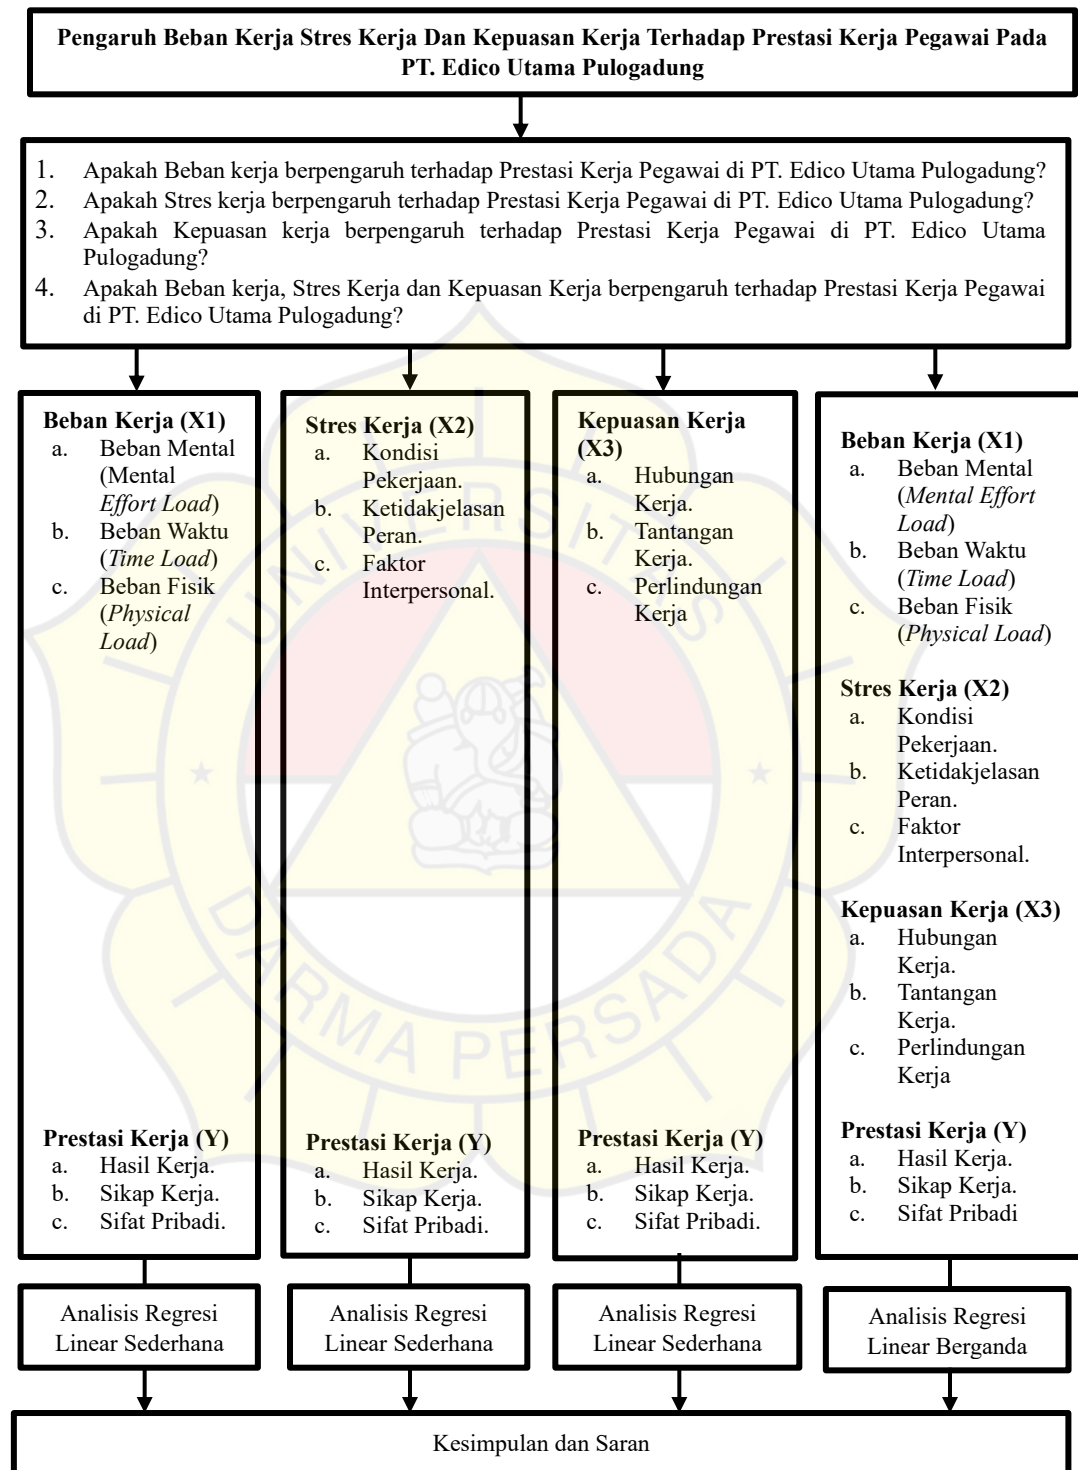 Pengaruh Beban Kerja Stres Kerja Dan Kepuasan Kerja Terhadap Prestasi Kerja Pegawai Pada
PT. Edico Utama Pulogadung
1. Apakah Beban kerja berpengaruh terhadap Prestasi Kerja Pegawai di PT. Edico Utama Pulogadung?
2. Apakah Stres kerja berpengaruh terhadap Prestasi Kerja Pegawai di PT. Edico Utama Pulogadung?
3. Apakah Kepuasan kerja berpengaruh terhadap Prestasi Kerja Pegawai di PT. Edico Utama
Pulogadung?
4. Apakah Beban kerja, Stres Kerja dan Kepuasan Kerja berpengaruh terhadap Prestasi Kerja Pegawai
di PT. Edico Utama Pulogadung?
Beban Kerja (X1)
a. Beban Mental
(Mental
Effort Load)
b. Beban Waktu
(Time Load)
c. Beban Fisik
(Physical
Load)
Prestasi Kerja (Y)
a. Hasil Kerja.
b. Sikap Kerja.
c. Sifat Pribadi.
Stres Kerja (X2)
a. Kondisi
Pekerjaan.
b. Ketidakjelasan
Peran.
c. Faktor
Interpersonal.
Prestasi Kerja (Y)
a. Hasil Kerja.
b. Sikap Kerja.
c. Sifat Pribadi.
Kepuasan Kerja
(X3)
a. Hubungan
Kerja.
b. Tantangan
Kerja.
c. Perlindungan
Kerja
Prestasi Kerja (Y)
a. Hasil Kerja.
b. Sikap Kerja.
c. Sifat Pribadi.
Beban Kerja (X1)
a. Beban Mental
(Mental Effort
Load)
b. Beban Waktu
(Time Load)
c. Beban Fisik
(Physical Load)
Stres Kerja (X2)
a. Kondisi
Pekerjaan.
b. Ketidakjelasan
Peran.
c. Faktor
Interpersonal.
Kepuasan Kerja (X3)
a. Hubungan
Kerja.
b. Tantangan
Kerja.
c. Perlindungan
Kerja
Prestasi Kerja (Y)
a. Hasil Kerja.
b. Sikap Kerja.
c. Sifat Pribadi
Analisis Regresi
Linear Sederhana
Analisis Regresi
Linear Sederhana
Analisis Regresi
Linear Sederhana
Analisis Regresi
Linear Berganda
Kesimpulan dan Saran
UNIVERSITAS
DARMA PERSADA